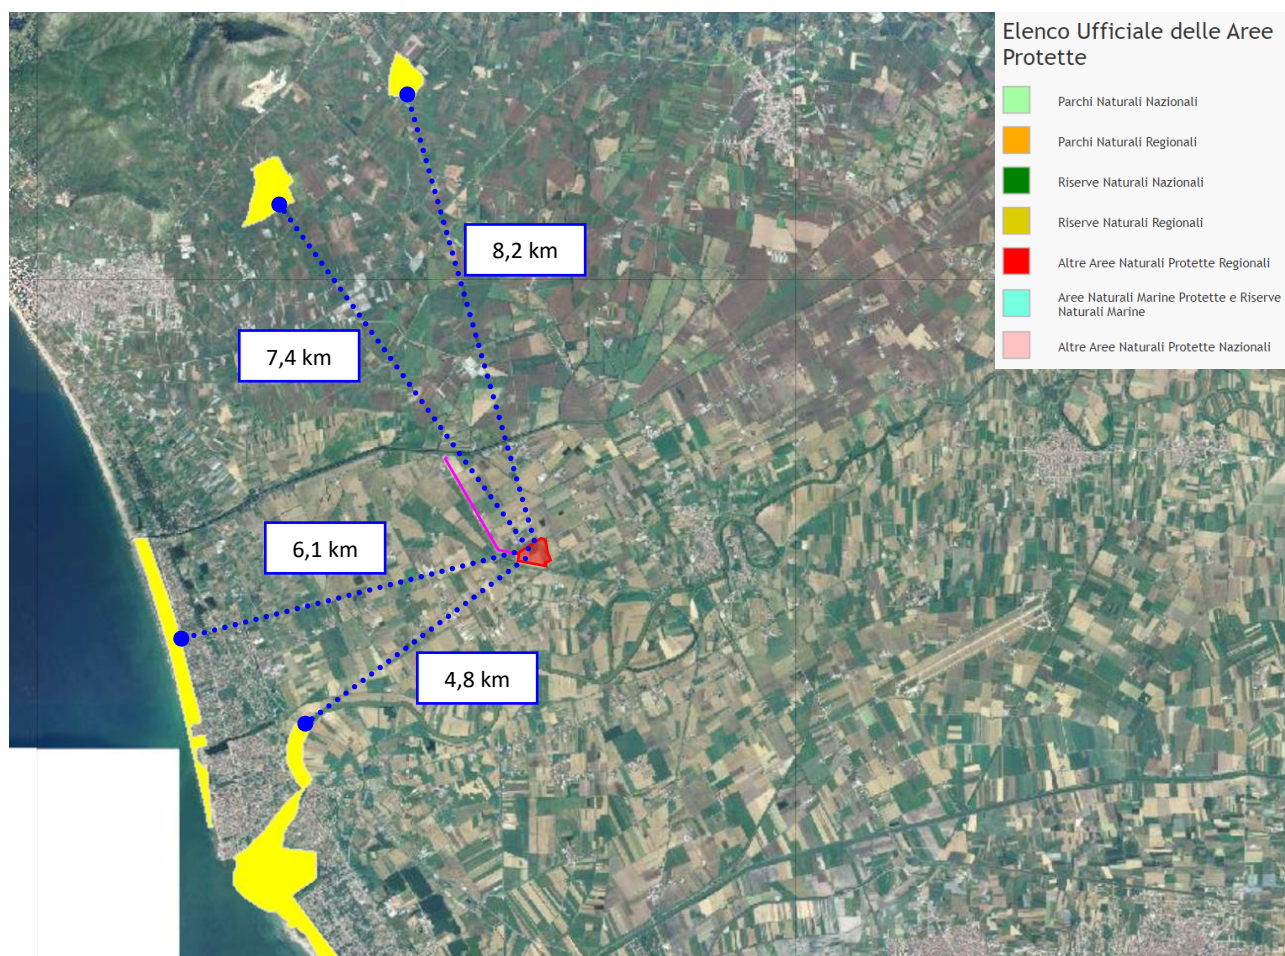 Elenco Ufficiale delle Aree
Protette
Parchi Naturali Nazionali
Parchi Naturali Regionali
Riserve Naturali Nazionali
Riserve Naturali Regionali
Altre Aree Naturali Protette Regionali
Aree Naturali Marine Protette e Riserve
Naturali Marine
Altre Aree Naturali Protette Nazionali
8,2 km
7,4 km
6,1 km
4,8 km